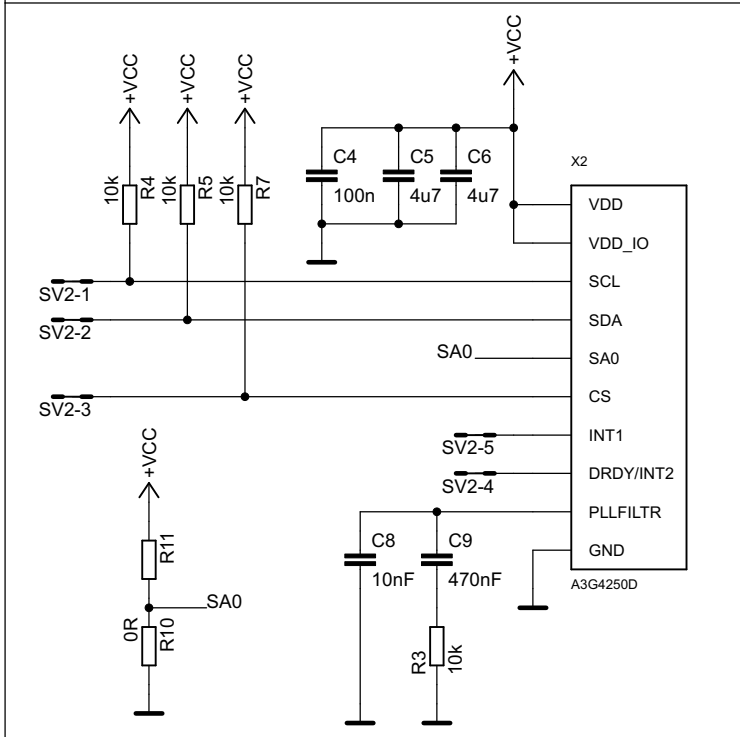 +VCC
+VCC
+VCC
+VCC
10k
R4
10k
R5
10k
R7
C4
100n
C5
4u7
C6
4u7
X2
VDD
VDD_IO
SV2-1
SCL
SV2-2
SDA
SA0
SA0
SV2-3
CS
SV2-5
INT1
SV2-4
DRDY/INT2
PLLFILTR
GND
A3G4250D
+VCC
R11
SA0
0R
R10
C8
10nF
C9
470nF
R3
10k